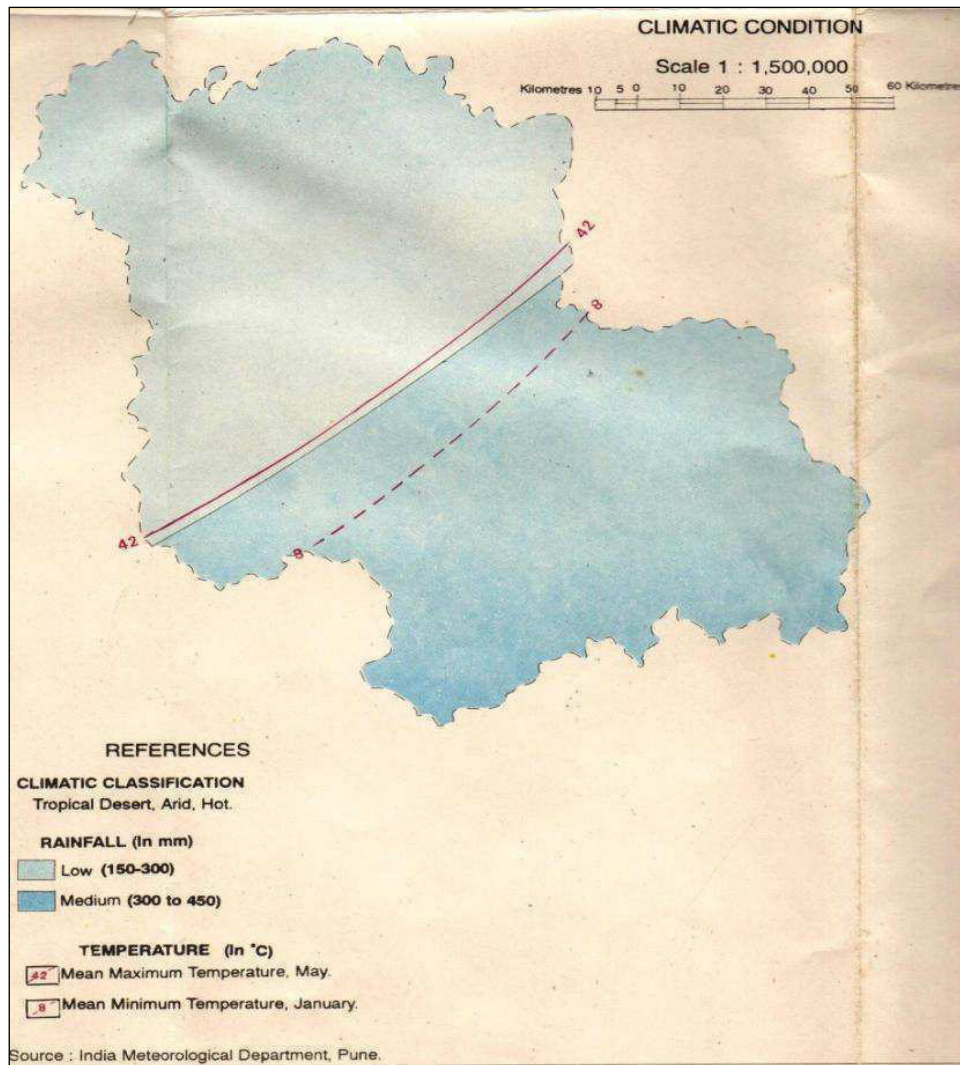 CLIMATIC CONDITION
Scale 1 : 1,500,000
Kilometres 10 5 0 10 20 30 40 50 60 Kilometres
42
8
42
8
REFERENCES
CLIMATIC CLASSIFICATION
Tropical Desert, Arid, Hot.
RAINFALL (In mm)
Low (150-300)
Medium (300 to 450)
TEMPERATURE (In °C)
42 Mean Maximum Temperature, May.
8 Mean Minimum Temperature, January.
Source : India Meteorological Department, Pune.